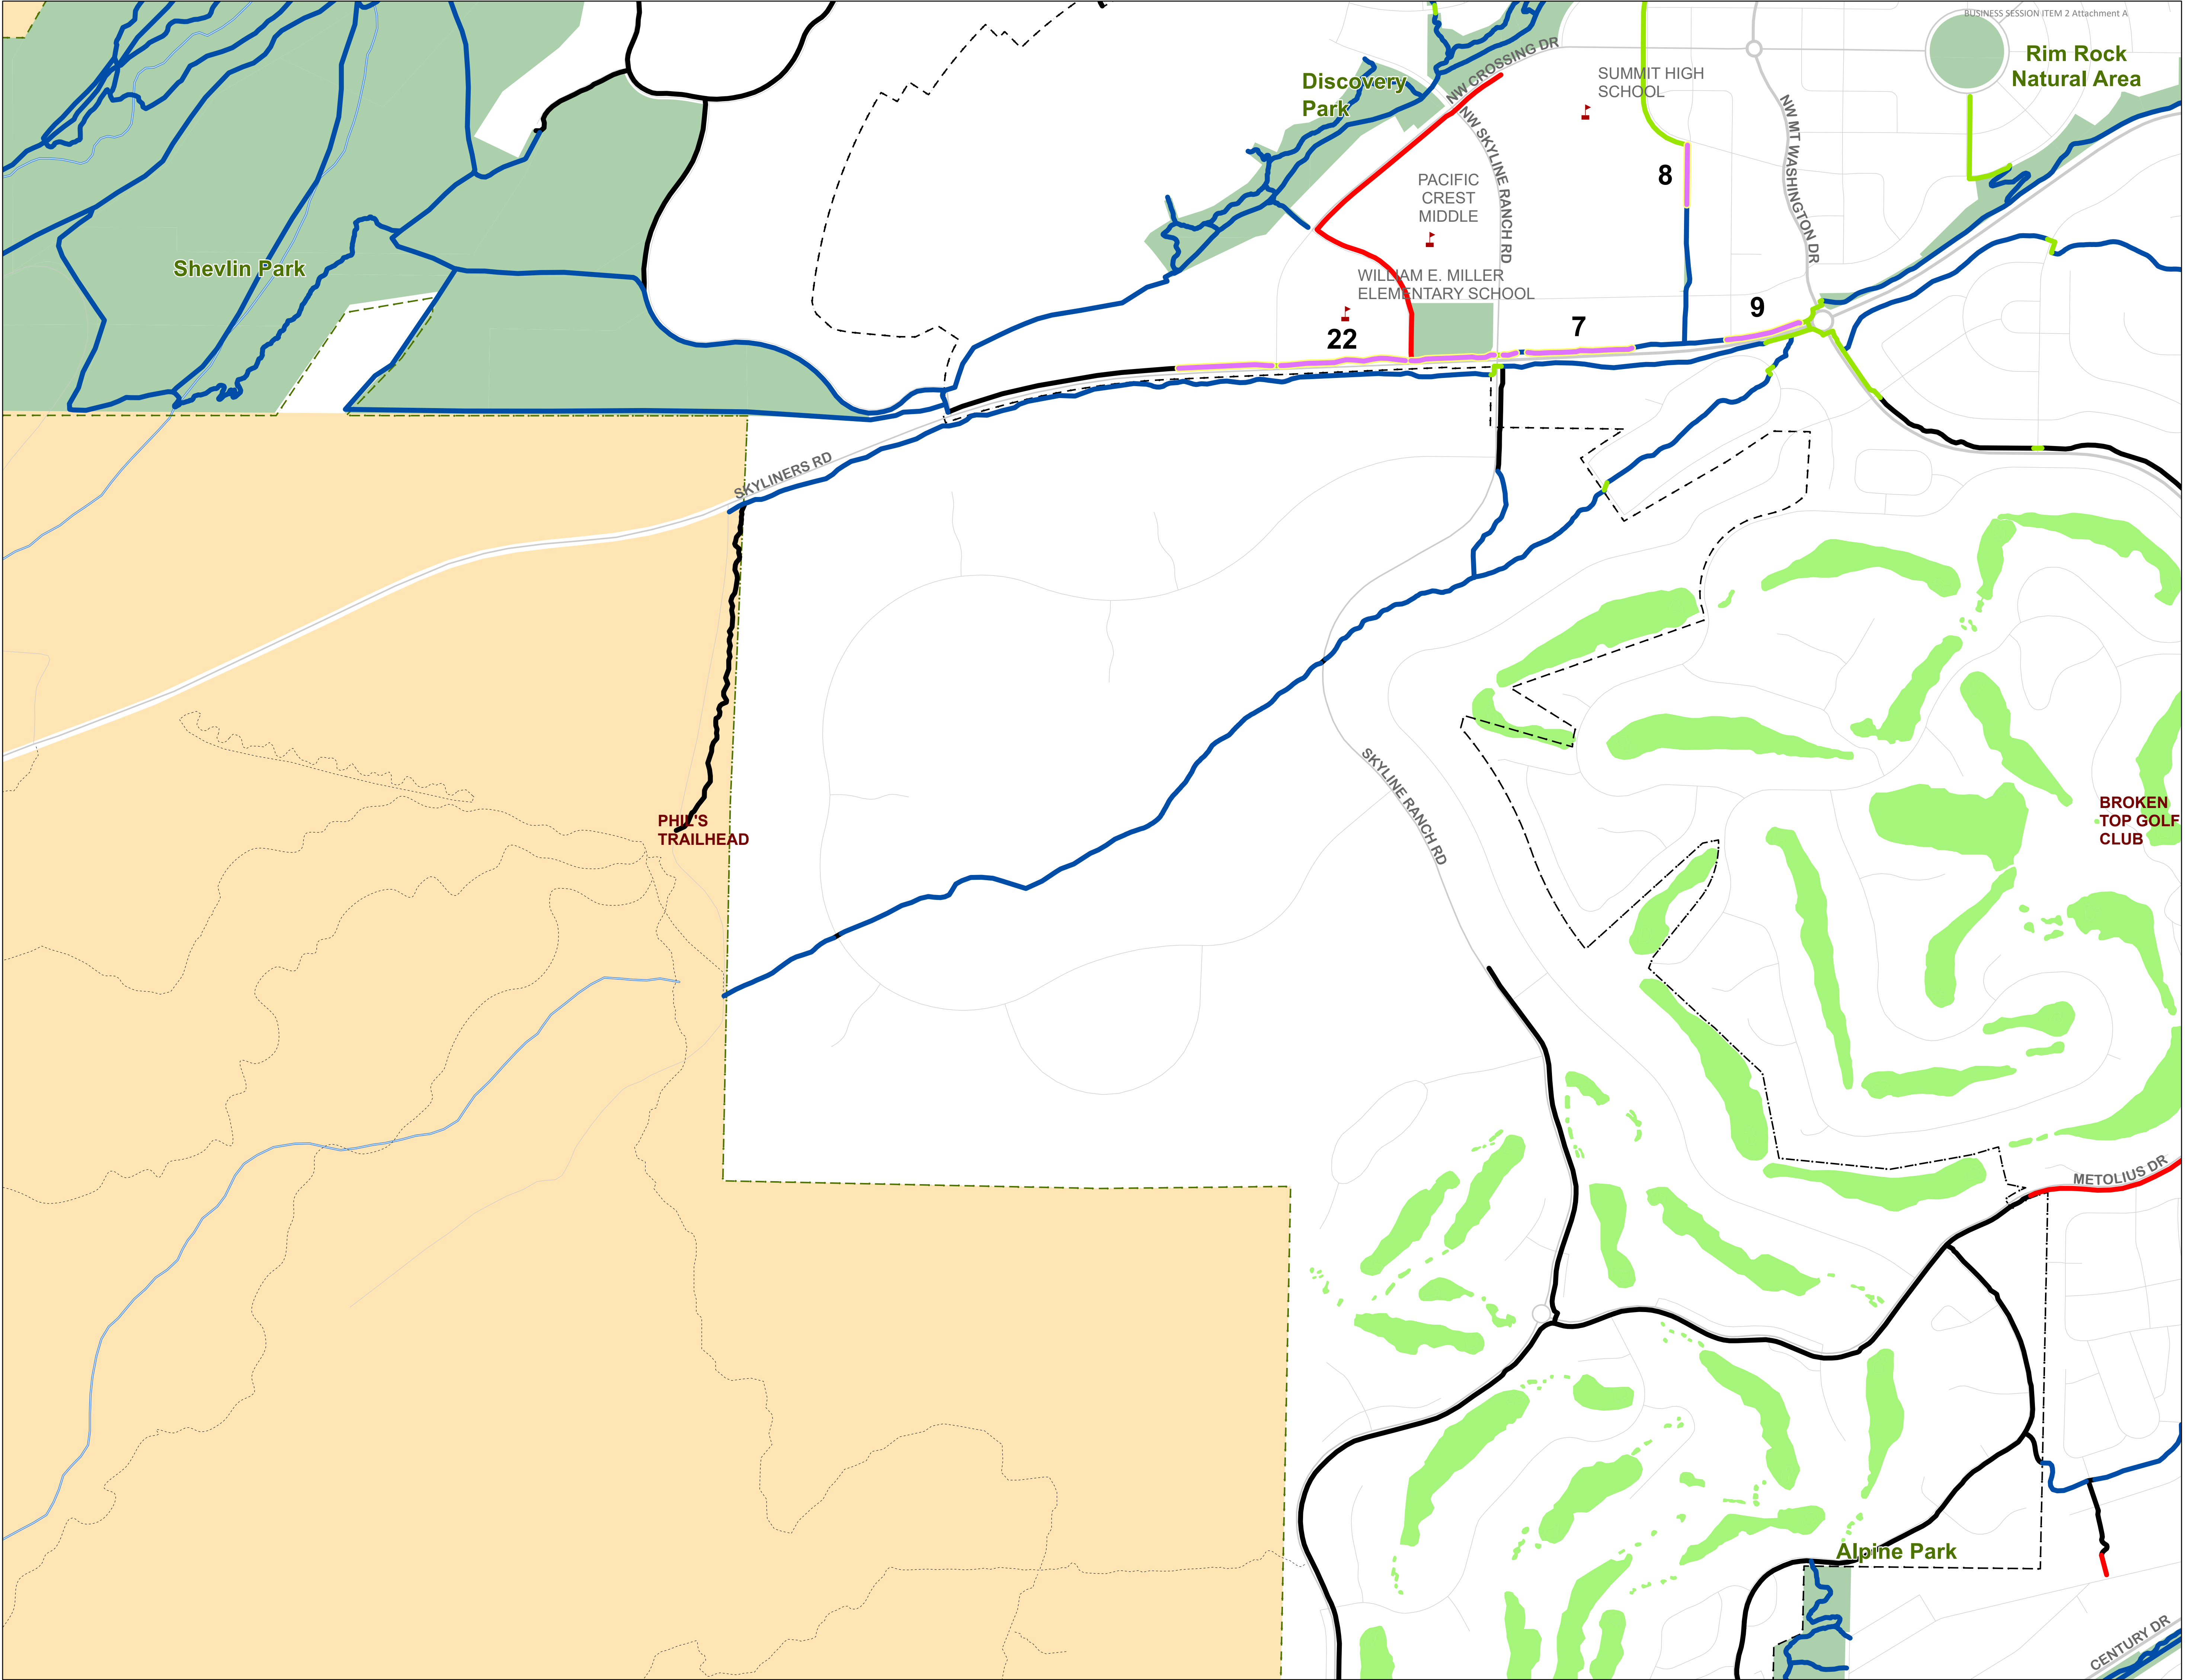 BUSINESS SESSION ITEM 2 Attachment A
Rim Rock
Natural Area
NW CROSSING DR
Discovery
Park
SUMMIT HIGH
SCHOOL
NW SKYLINE RANCH RD
NW MT WASHINGTON DR
8
PACIFIC
CREST
MIDDLE
Shevlin Park
WILLIAM E. MILLER
ELEMENTARY SCHOOL
9
7
22
SKYLINERS RD
SKYLINE RANCH RD
PHIL'S
TRAILHEAD
BROKEN
TOP GOLF
CLUB
METOLIUS DR
Alpine Park
CENTURY DR